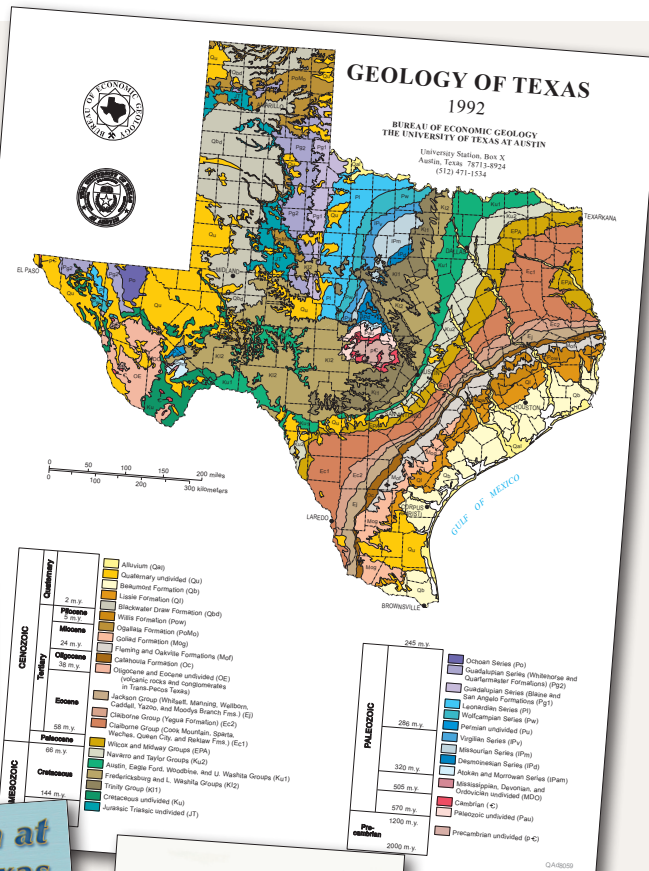 GEOLOGY OF TEXAS
1992
BUREAU OF ECONOMIC GEOLOGY
THE UNIVERSITY OF TEXAS AT AUSTIN
University Station, Box X
Austin, Texas 78713-8924
(512) 471-1534
BUREAU OF ECONOMIC GEOLOGY
TEXARKANA
EL PASO
MIDLAND
HOUSTON
LAREDO
CORPUS
BROWNSVILLE
GULF OF MEXICO
0 50 100 150 200 miles
0 100 200 300 kilometers
CENOZOIC
Quaternary
2 m.y.
Tertiary
Pliocene
5 m.y.
Miocene
24 m.y.
Oligocene
38 m.y.
Eocene
58 m.y.
Paleocene
66 m.y.
MESOZOIC
Cretaceous
144 m.y.
Alluvium (Qal)
Quaternary undivided (Qu)
Beaumont Formation (Qb)
Lissie Formation (Ql)
Blackwater Draw Formation (Qbd)
Willis Formation (Pow)
Ogallala Formation (PoMo)
Goliad Formation (Mog)
Fleming and Oakville Formations (Mof)
Catahoula Formation (Oc)
Oligocene and Eocene undivided (OE)
(volcanic rocks and conglomerates
in Trans-Pecos Texas)
Jackson Group (Whitsett, Manning, Wellborn,
Caddell, Yazoo, and Moodys Branch Fms.) (Ej)
Claiborne Group (Yegua Formation) (Ec2)
Claiborne Group (Cook Mountain, Sparta,
Weches, Queen City, and Reklaw Fms.) (Ec1)
Wilcox and Midway Groups (EPA)
Navarro and Taylor Groups (Ku2)
Austin, Eagle Ford, Woodbine, and U. Washita Groups (Ku1)
Fredericksburg and L. Washita Groups (Kl2)
Trinity Group (Kl1)
Cretaceous undivided (Ku)
Jurassic Triassic undivided (JT)
245 m.y.
PALEOZOIC
286 m.y.
320 m.y.
505 m.y.
570 m.y.
Pre-
cambrian
1200 m.y.
2000 m.y.
Ochoan Series (Po)
Guadalupian Series (Whitehorse and
Quartermaster Formations) (Pg2)
Guadalupian Series (Blaine and
San Angelo Formations) (Pg1)
Leonardian Series (Pl)
Wolfcampian Series (Pw)
Permian undivided (Pu)
Virgilian Series (IPv)
Missourian Series (IPm)
Desmoinesian Series (IPd)
Atokan and Morrowan Series (IPam)
Mississippian, Devonian, and
Ordovician undivided (MDO)
Cambrian (Є)
Paleozoic undivided (Pau)
Precambrian undivided (p-Є)
QAd8059
at